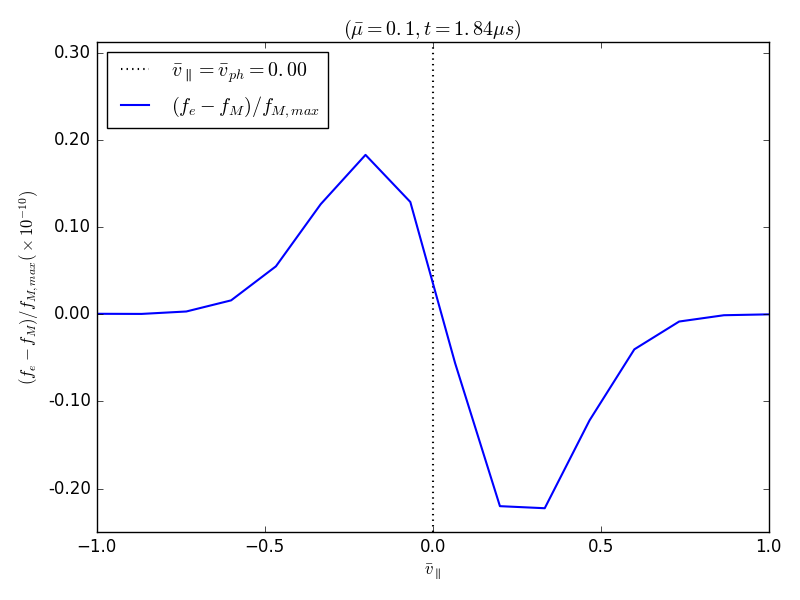 (μ̄ = 0.1, t = 1.84μs)
v̄∥ = v̄ph = 0.00
(fe − fM)/fM,max
(fe − fM)/fM,max(×10⁻¹⁰)
0.30
0.20
0.10
0.00
-0.10
-0.20
−1.0 −0.5 0.0 0.5 1.0
v̄∥